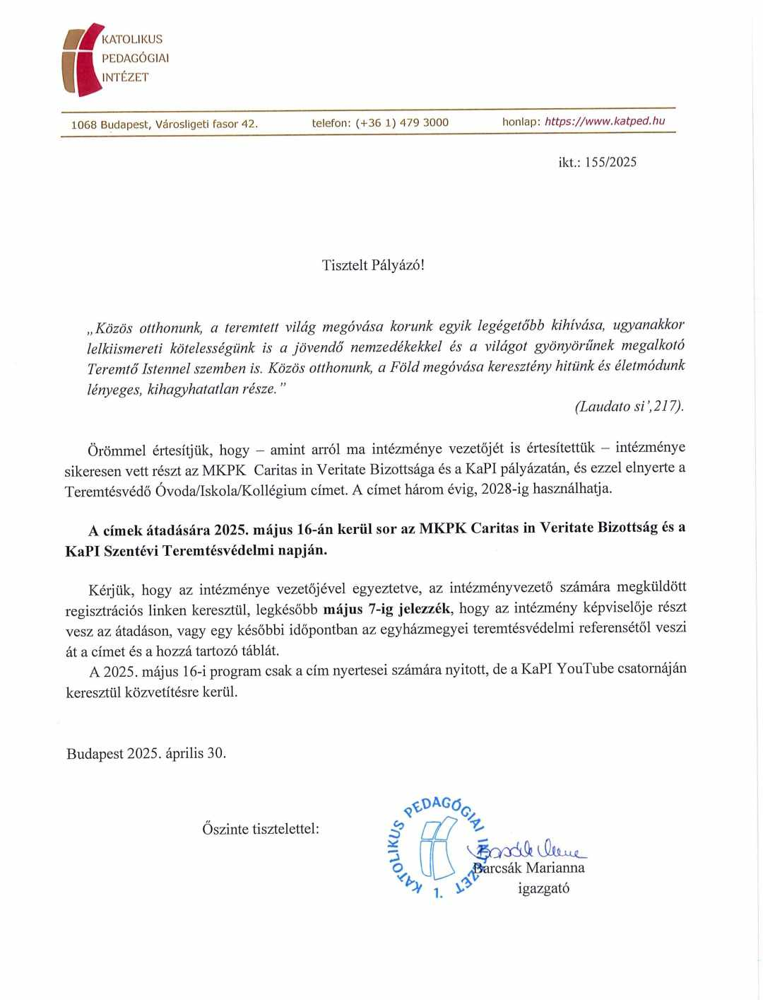 KATOLIKUS
PEDAGÓGIAI
INTÉZET
1068 Budapest, Városligeti fasor 42. telefon: (+36 1) 479 3000 honlap: https://www.katped.hu
ikt.: 155/2025
Tisztelt Pályázó!
„Közös otthonunk, a teremtett világ megóvása korunk egyik legégetőbb kihívása, ugyanakkor
lelkiismereti kötelességünk is a jövendő nemzedékekkel és a világot gyönyörűnek megalkotó
Teremtő Istennel szemben is. Közös otthonunk, a Föld megóvása keresztény hitünk és életmódunk
lényeges, kihagyhatatlan része.”
(Laudato si’,217).
Örömmel értesítjük, hogy – amint arról ma intézménye vezetőjét is értesítettük – intézménye
sikeresen vett részt az MKPK Caritas in Veritate Bizottsága és a KaPI pályázatán, és ezzel elnyerte a
Teremtésvédő Óvoda/Iskola/Kollégium címet. A címet három évig, 2028-ig használhatja.
A címek átadására 2025. május 16-án kerül sor az MKPK Caritas in Veritate Bizottság és a
KaPI Szentévi Teremtésvédelmi napján.
Kérjük, hogy az intézménye vezetőjével egyeztetve, az intézményvezető számára megküldött
regisztrációs linken keresztül, legkésőbb május 7-ig jelezzék, hogy az intézmény képviselője részt
vesz az átadáson, vagy egy későbbi időpontban az egyházmegyei teremtésvédelmi referensétől veszi
át a címet és a hozzá tartozó táblát.
A 2025. május 16-i program csak a cím nyertesei számára nyitott, de a KaPI YouTube csatornáján
keresztül közvetítésre kerül.
Budapest 2025. április 30.
Őszinte tisztelettel:
KATOLIKUS PEDAGÓGIAI INTÉZET
1.
Barcsák Marianna
igazgató